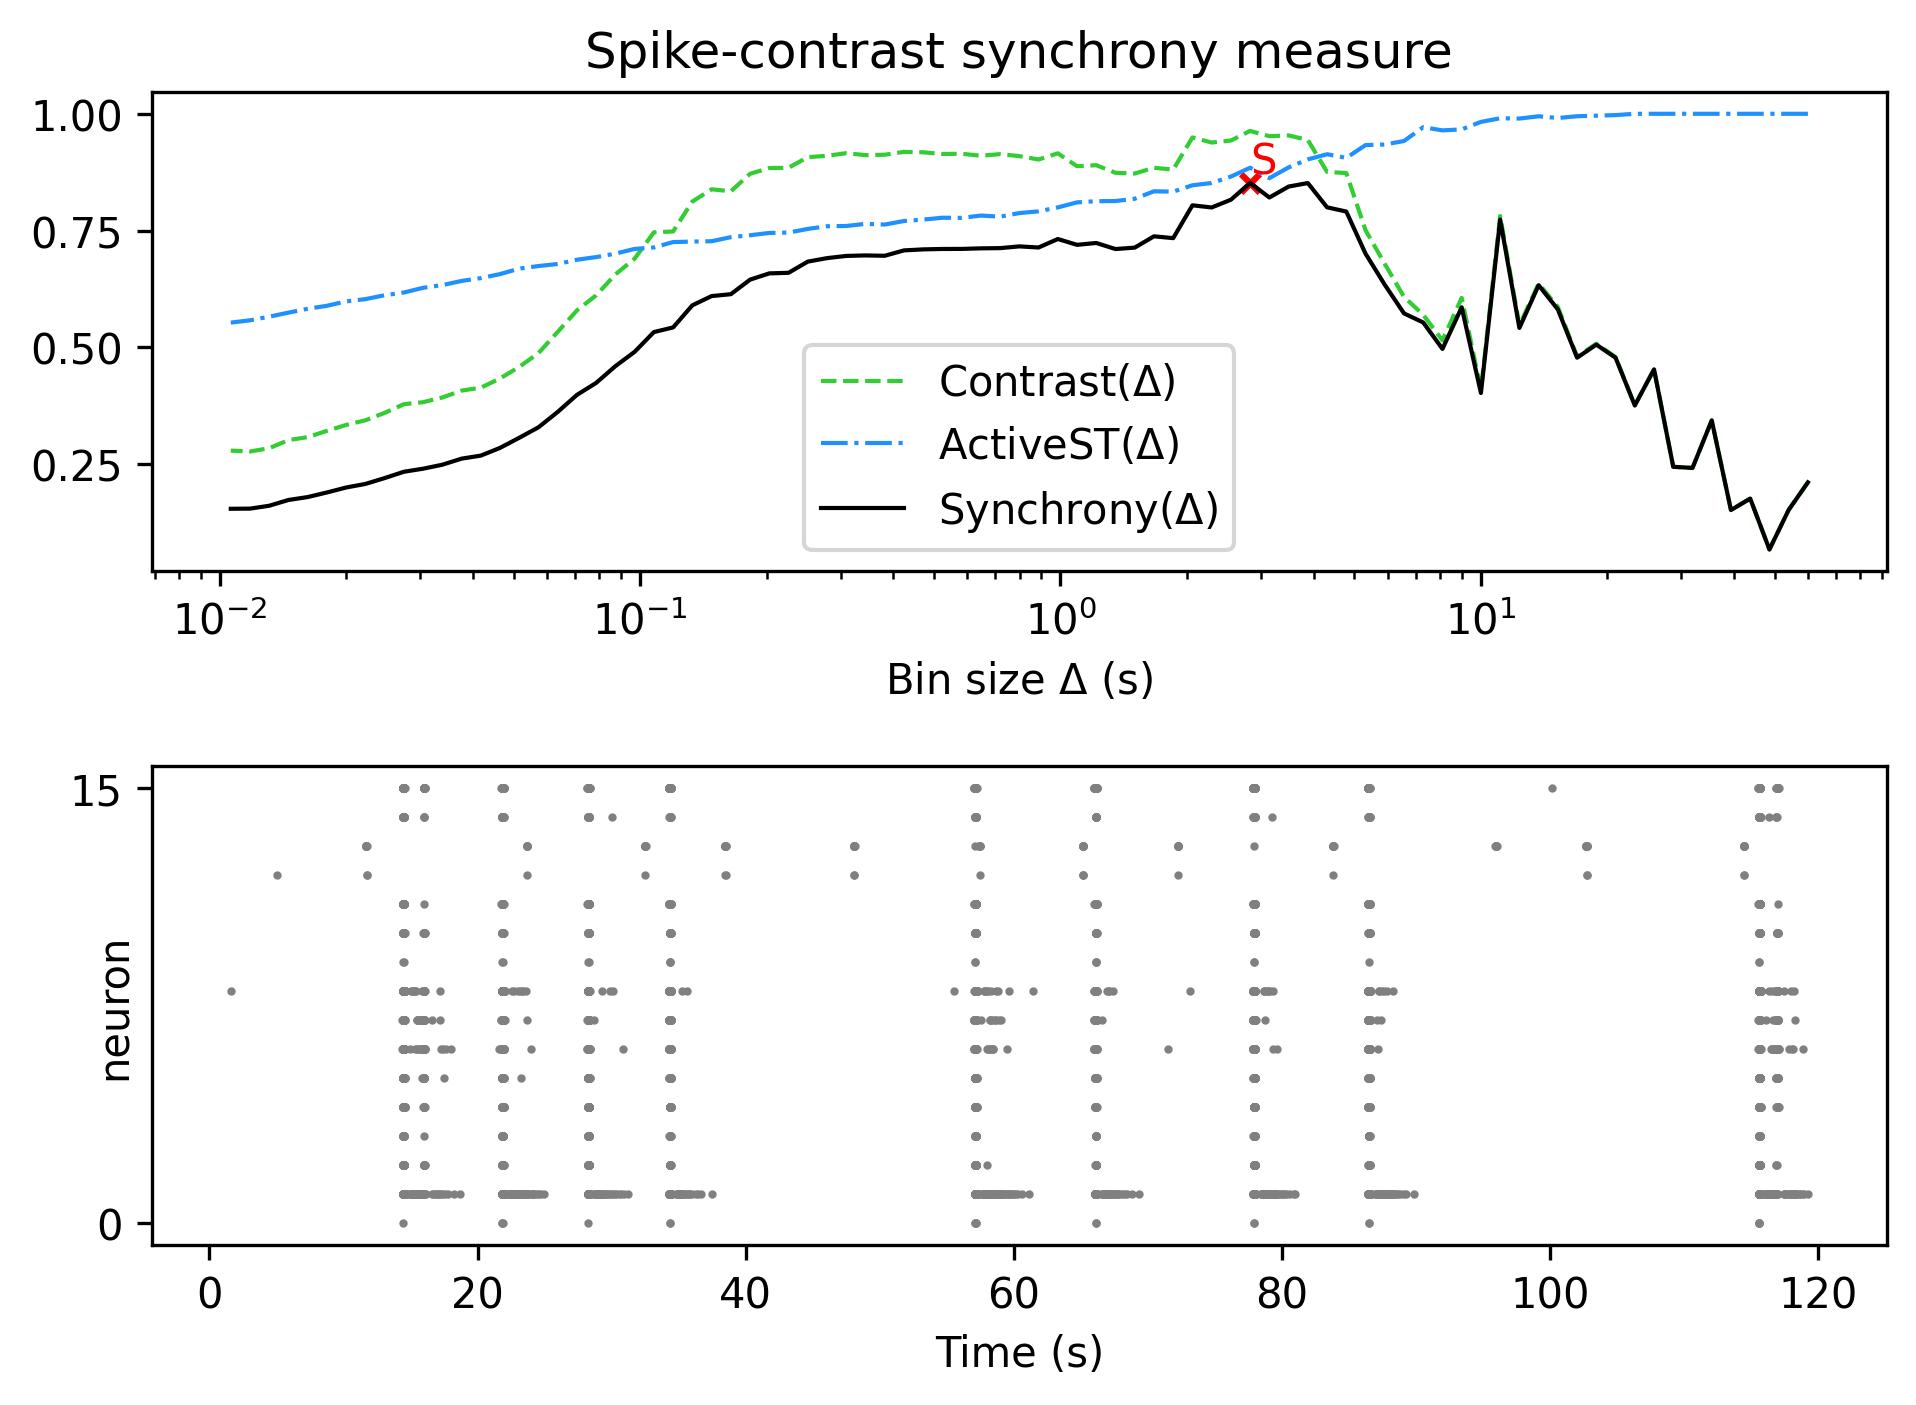 Spike-contrast synchrony measure
1.00
0.75
0.50
0.25
S
Contrast(Δ)
ActiveST(Δ)
Synchrony(Δ)
10⁻² 10⁻¹ 10⁰ 10¹
Bin size Δ (s)
15
0
neuron
0 20 40 60 80 100 120
Time (s)